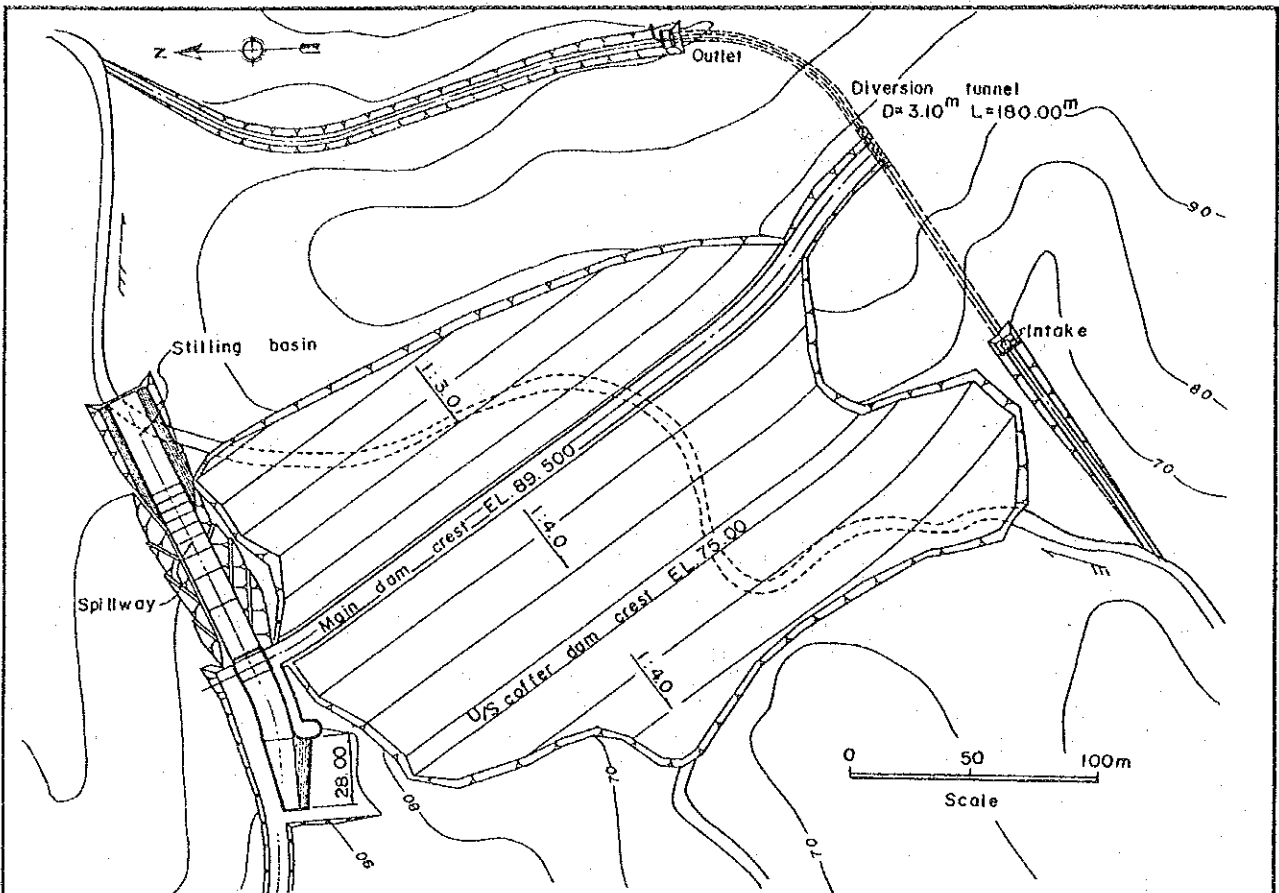 N
Outlet
Diversion tunnel
D=3.10m L=180.00m
90
Intake
Stilling basin
80
1:3.0
70
Main dam crest EL.89.500
1:4.0
U/S coffer dam crest EL.75.00
Spillway
1:4.0
28.00
0 50 100m
Scale
80
70
70
90